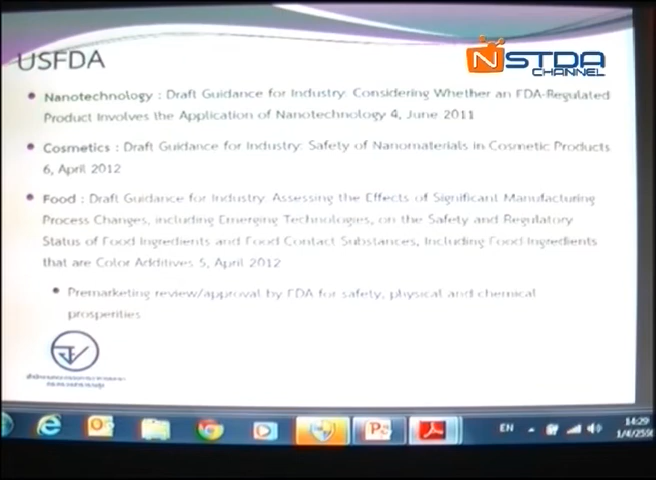 NSTDA
CHANNEL
USFDA
• Nanotechnology : Draft Guidance for Industry: Considering Whether an FDA-Regulated
Product Involves the Application of Nanotechnology 4, June 2011
• Cosmetics : Draft Guidance for Industry: Safety of Nanomaterials in Cosmetic Products
6, April 2012
• Food : Draft Guidance for Industry: Assessing the Effects of Significant Manufacturing
Process Changes, including Emerging Technologies, on the Safety and Regulatory
Status of Food Ingredients and Food Contact Substances, Including Food Ingredients
that are Color Additives 5, April 2012
• Premarketing review/approval by FDA for safety, physical and chemical
prosperities
EN
14:29